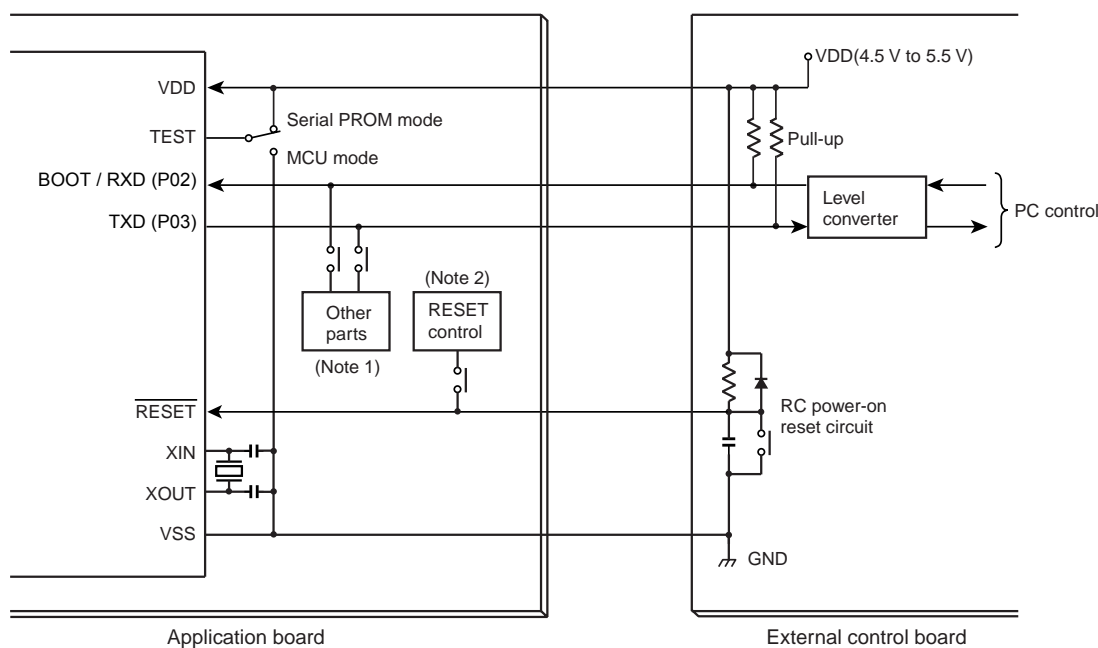 VDD(4.5 V to 5.5 V)
VDD
Serial PROM mode
TEST
Pull-up
MCU mode
BOOT / RXD (P02)
Level
converter
PC control
TXD (P03)
(Note 2)
Other
parts
RESET
control
(Note 1)
RESET
RC power-on
reset circuit
XIN
XOUT
VSS
GND
Application board
External control board